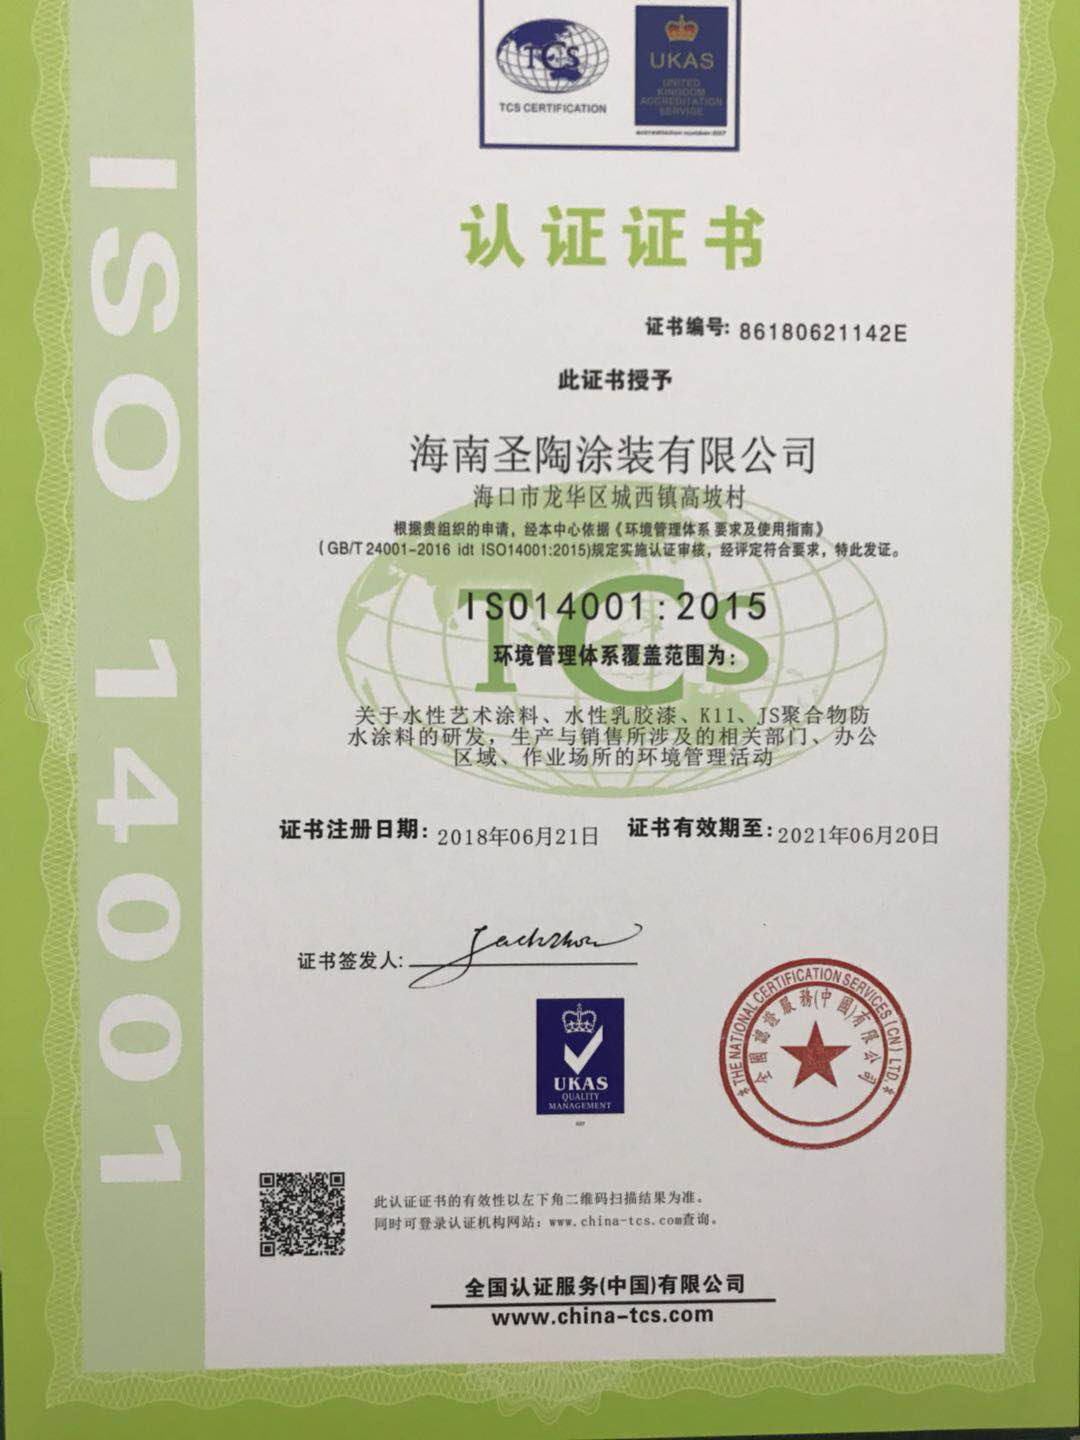 TCS
TCS CERTIFICATION
UKAS
UNITED
KINGDOM
ACCREDITATION
SERVICE
认证证书
证书编号: 86180621142E
此证书授予
海南圣陶涂装有限公司
海口市龙华区城西镇高坡村
根据贵组织的申请，经本中心依据《环境管理体系 要求及使用指南》
(GB/T 24001-2016 idt ISO14001:2015)规定实施认证审核，经评定符合要求，特此发证。
TCS
ISO14001:2015
环境管理体系覆盖范围为:
关于水性艺术涂料、水性乳胶漆、K11、JS聚合物防
水涂料的研发，生产与销售所涉及的相关部门、办公
区域、作业场所的环境管理活动
证书注册日期: 2018年06月21日 证书有效期至: 2021年06月20日
证书签发人:
UKAS
QUALITY
MANAGEMENT
THE NATIONAL CERTIFICATION SERVICES (CN) LTD.
全國認證服務(中國)有限公司
此认证证书的有效性以左下角二维码扫描结果为准。
同时可登录认证机构网站: www.china-tcs.com查询。
全国认证服务(中国)有限公司
www.china-tcs.com
ISO 14001